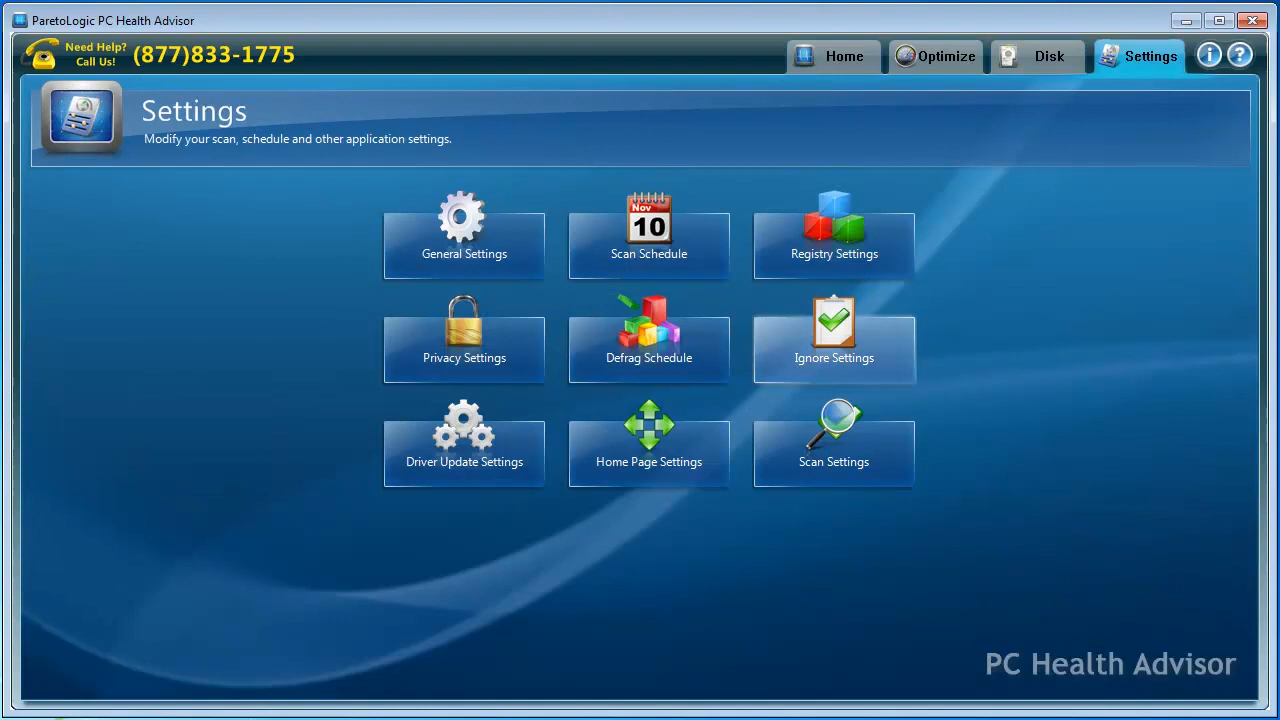 ParetoLogic PC Health Advisor
Need Help?
Call Us!
(877)833-1775
Home
Optimize
Disk
Settings
i
?
Settings
Modify your scan, schedule and other application settings.
Nov
10
General Settings
Scan Schedule
Registry Settings
Privacy Settings
Defrag Schedule
Ignore Settings
Driver Update Settings
Home Page Settings
Scan Settings
PC Health Advisor